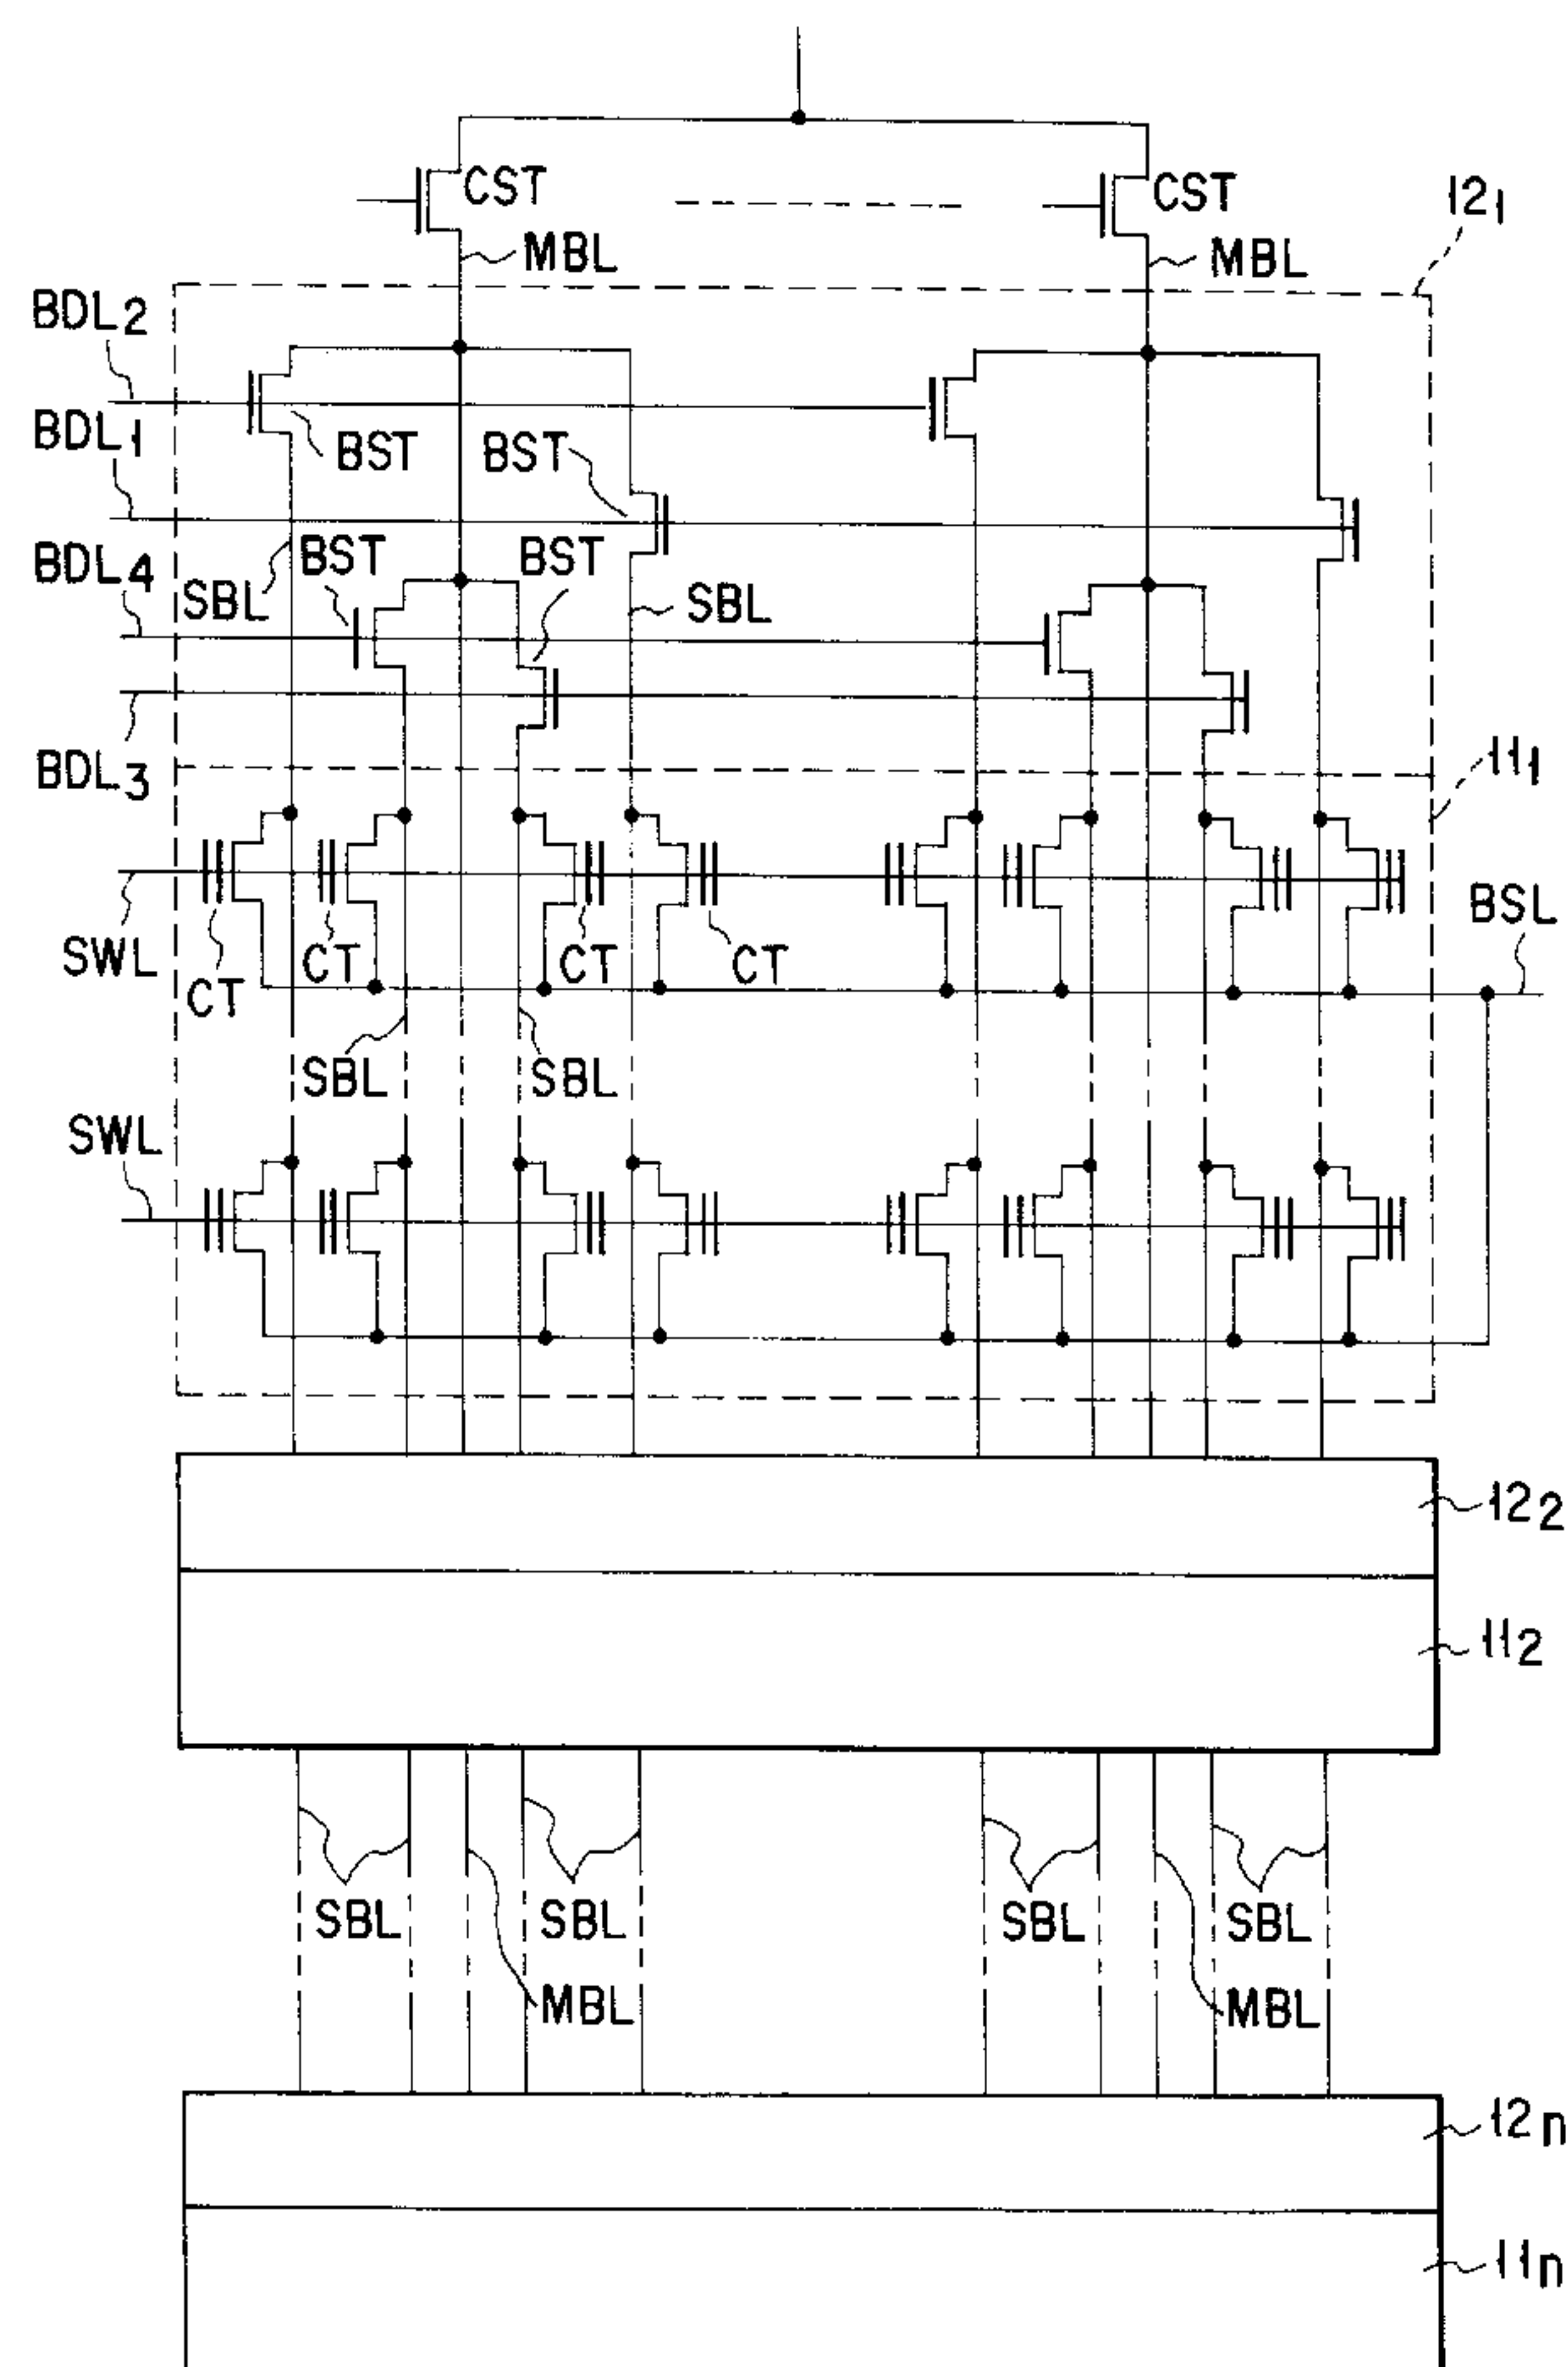 CST
CST
12₁
MBL
MBL
BDL₂
BDL₁
BST
BST
BDL₄
BST
BST
SBL
SBL
BDL₃
11₁
BSL
SWL
CT
CT
CT
CT
SBL
SBL
SWL
12₂
11₂
SBL
SBL
SBL
SBL
MBL
MBL
12n
11n